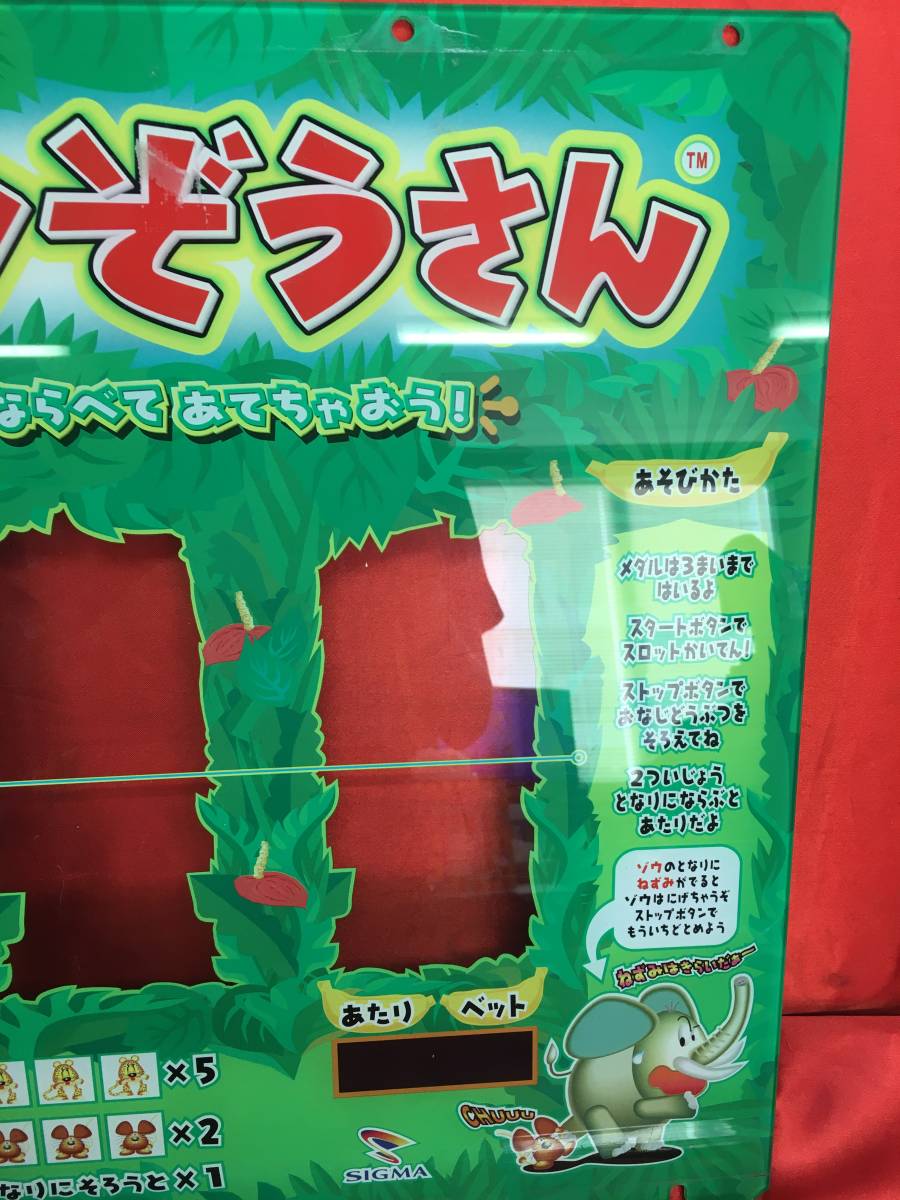 ぞうさん
TM
ならべて あてちゃおう!
あそびかた
メダルは3まいまで
はいるよ
スタートボタンで
スロットかいてん!
ストップボタンで
おなじどうぶつを
そろえてね
2ついじょう
となりにならぶと
あたりだよ
ゾウのとなりに
ねずみがでると
ゾウはにげちゃうぞ
ストップボタンで
もういちどとめよう
ねずみはきらいだぁー
あたり
ベット
×5
×2
なりにそろうと×1
CHUUU
SIGMA